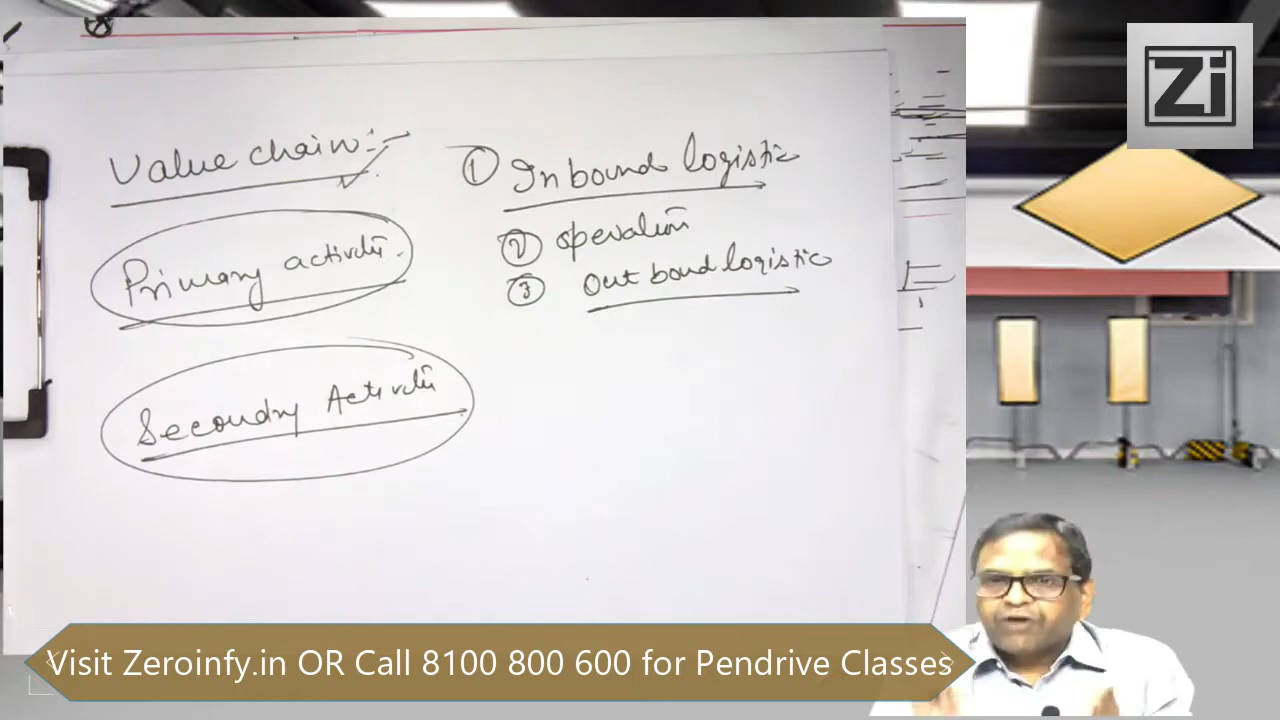 Zi
Value chain:-
Primary activiti.
Secondry Activiti
① Inbound logistic
② operation
③ Out bond logistic
Visit Zeroinfy.in OR Call 8100 800 600 for Pendrive Classes